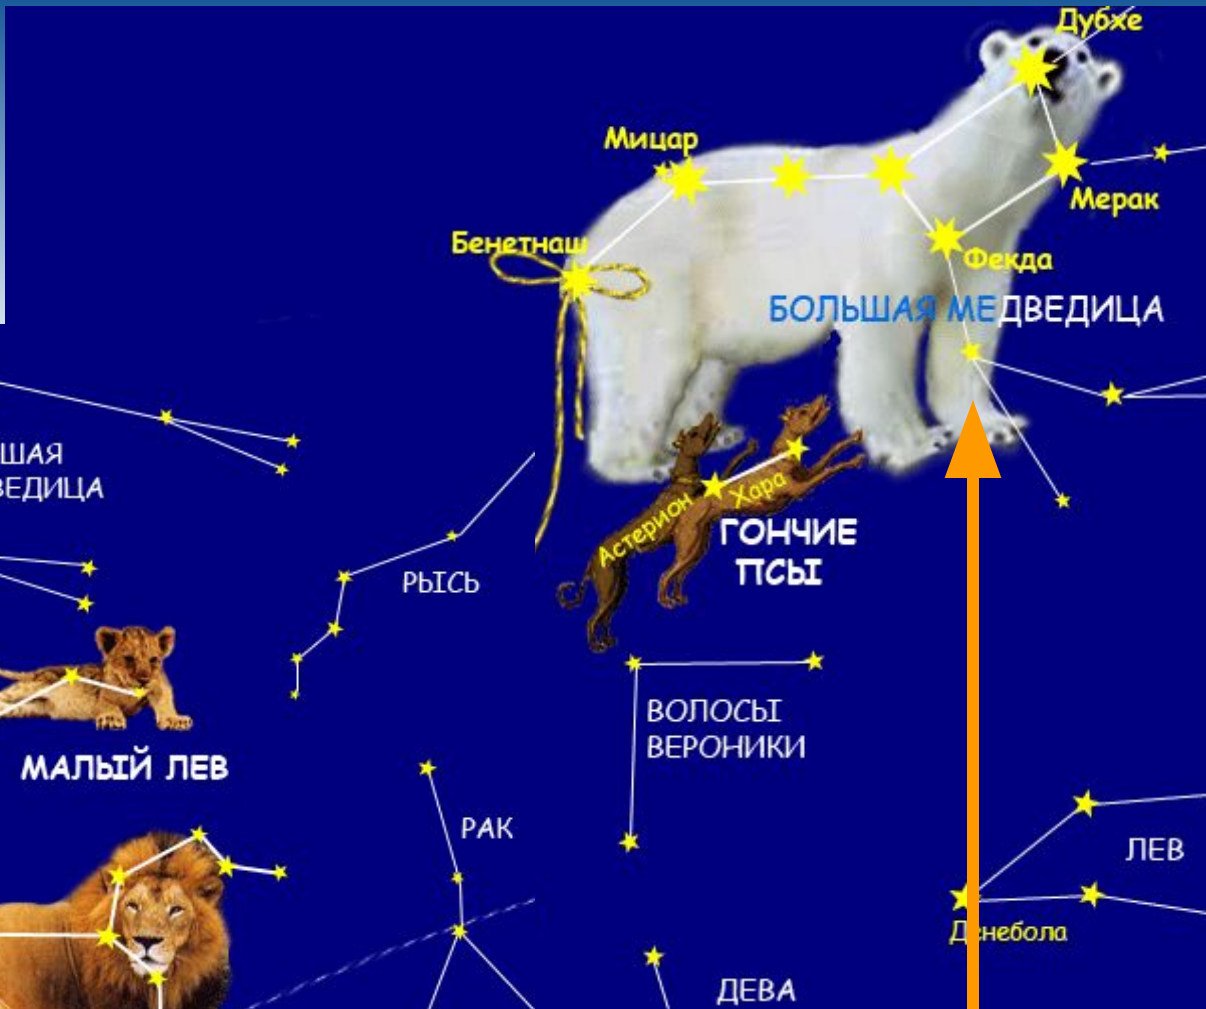 Дубхе
Мицар
Мерак
Бенетнаш
Фекда
БОЛЬШАЯ МЕДВЕДИЦА
ШАЯ
ЕДИЦА
РЫСЬ
Астерион
Хара
ГОНЧИЕ
ПСЫ
ВОЛОСЫ
ВЕРОНИКИ
МАЛЫЙ ЛЕВ
РАК
ЛЕВ
Денебола
ДЕВА